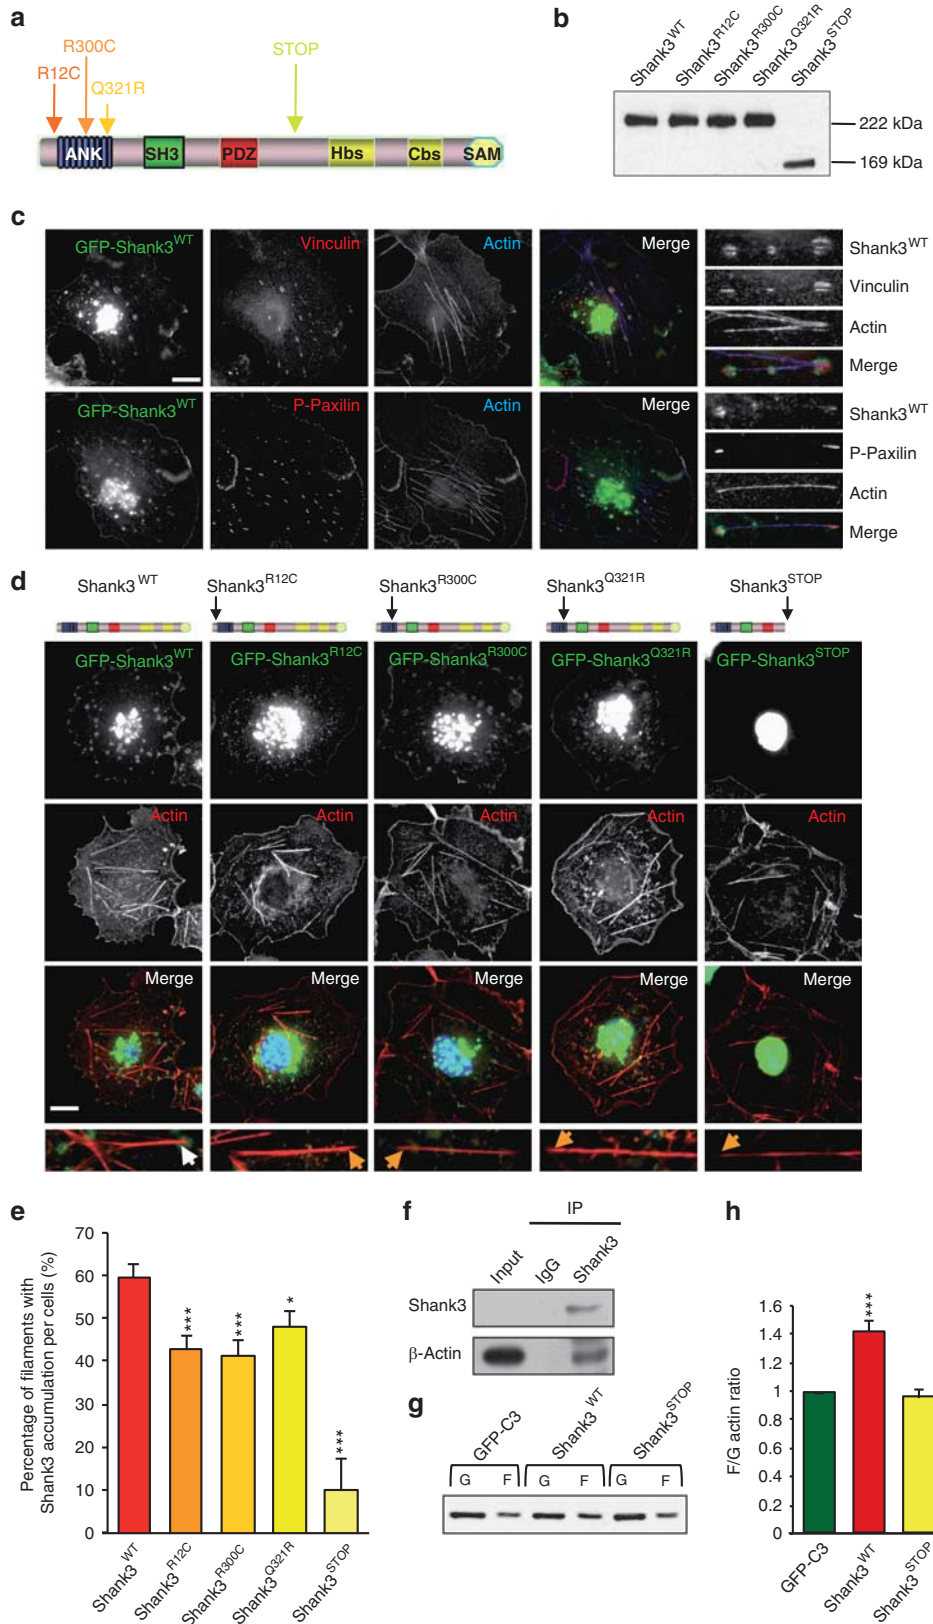 a
R300C
STOP
R12C
Q321R
ANK
SH3
PDZ
Hbs
Cbs
SAM
b
Shank3WT
Shank3R12C
Shank3R300C
Shank3Q321R
Shank3STOP
222 kDa
169 kDa
c
GFP-Shank3WT
Vinculin
Actin
Merge
Shank3WT
Vinculin
Actin
Merge
GFP-Shank3WT
P-Paxilin
Actin
Merge
Shank3WT
P-Paxilin
Actin
Merge
d
Shank3WT
Shank3R12C
Shank3R300C
Shank3Q321R
Shank3STOP
GFP-Shank3WT
GFP-Shank3R12C
GFP-Shank3R300C
GFP-Shank3Q321R
GFP-Shank3STOP
Actin
Actin
Actin
Actin
Actin
Merge
Merge
Merge
Merge
Merge
e
Percentage of filaments with
Shank3 accumulation per cells (%)
70
60
50
40
30
20
10
0
***
***
*
***
Shank3WT
Shank3R12C
Shank3R300C
Shank3Q321R
Shank3STOP
f
IP
Input
IgG
Shank3
Shank3
β-Actin
g
GFP-C3
Shank3WT
Shank3STOP
G
F
G
F
G
F
h
F/G actin ratio
1.6
1.4
1.2
1
0.8
0.6
0.4
0.2
0
***
GFP-C3
Shank3WT
Shank3STOP